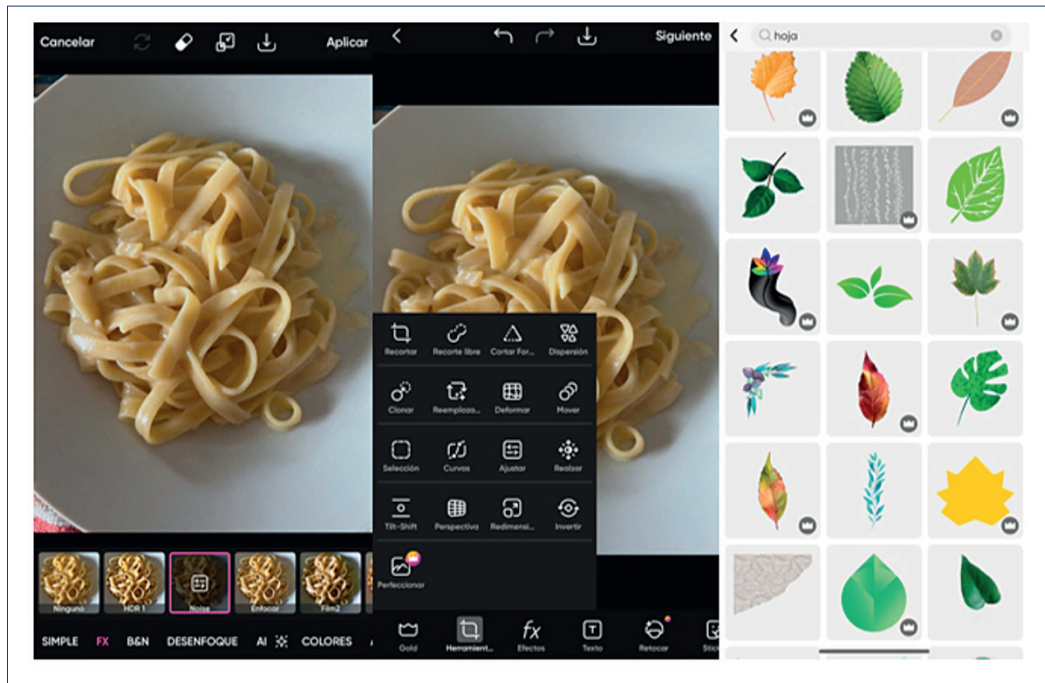 Cancelar
Aplicar
Ninguno
HDR 1
Noise
Enfocar
Film2
SIMPLE FX B&N DESENFOQUE AI COLORES
Siguiente
Recortar Recorte libre Cortar For... Dispersión
Clonar Reemplaza... Deformar Mover
Selección Curvas Ajustar Realzar
Tilt-Shift Perspectiva Redimensi... Invertir
Perfeccionar
fx T
Gold Herramient... Efectos Texto Retocar
hoja